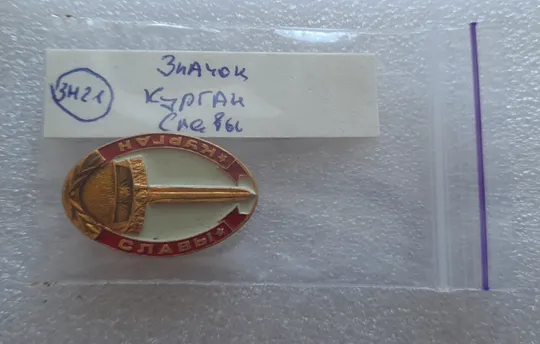 ЗН21
Значок
Курган
Славы
★КУРГАН
СЛАВЫ★